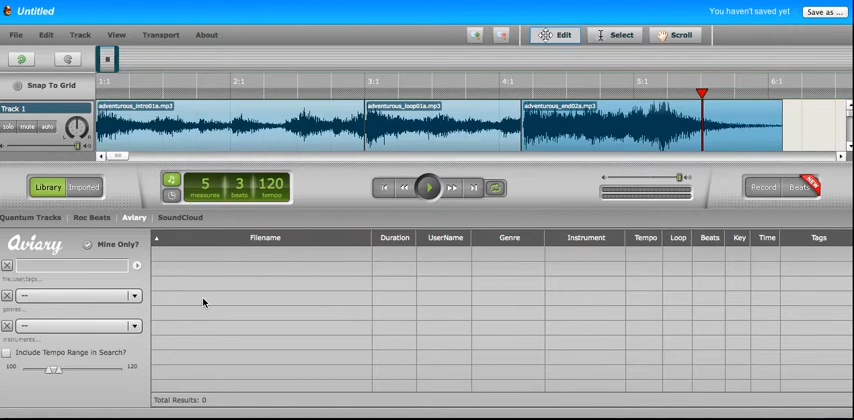 Untitled
You haven't saved yet
Save as ...
File Edit Track View Transport About
Edit Select Scroll
Snap To Grid
1:1 2:1 3:1 4:1 5:1 6:1
Track 1
adventurous_intro01a.mp3 adventurous_loop01a.mp3 adventurous_end02a.mp3
solo mute auto
L R
Library Imported
5 3 120
measures beats tempo
Record Beats NEW
Quantum Tracks Roc Beats Aviary SoundCloud
Aviary Mine Only?
Filename Duration UserName Genre Instrument Tempo Loop Beats Key Time Tags
file,user,tags...
--
genres...
--
instruments...
Include Tempo Range in Search?
100 120
Total Results: 0